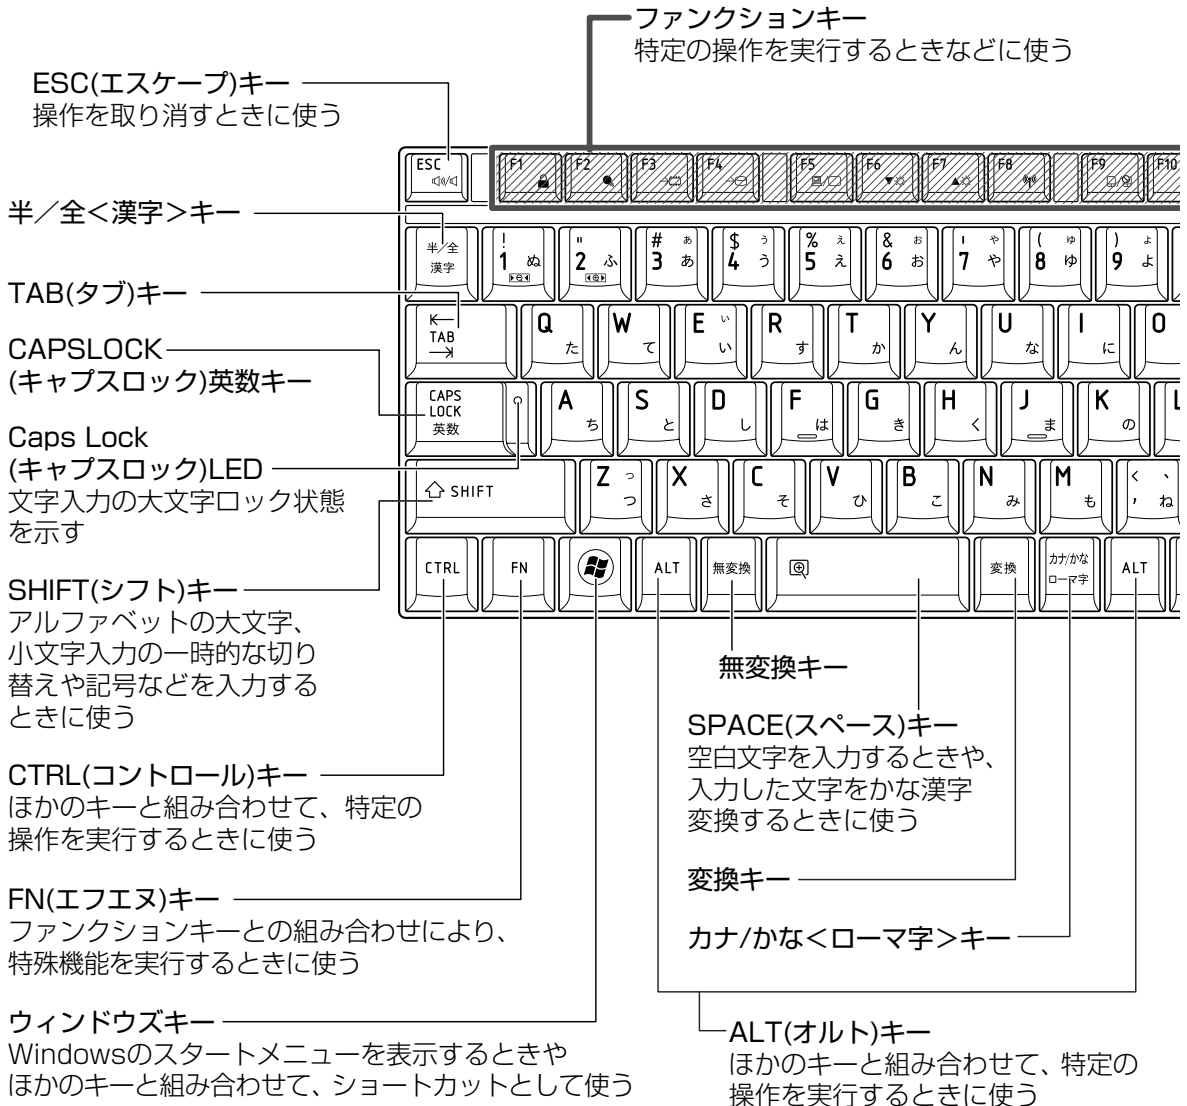 ファンクションキー
特定の操作を実行するときなどに使う
ESC(エスケープ)キー
操作を取り消すときに使う
ESC F1 F2 F3 F4 F5 F6 F7 F8 F9 F10
半／全＜漢字＞キー
半／全 ! " # ぁ $ ぅ % ぇ & ぉ ' ゃ ( ゅ ) ょ
漢字 1 ぬ 2 ふ 3 あ 4 う 5 え 6 お 7 や 8 ゆ 9 よ
TAB(タブ)キー
TAB Q た W て E ぃ い R す T か Y ん U な I に O
CAPSLOCK
(キャプスロック)英数キー
CAPS
LOCK
英数
A ち S と D し F は G き H く J ま K の L
Caps Lock
(キャプスロック)LED
文字入力の大文字ロック状態
を示す
SHIFT Z っ つ X さ C そ V ひ B こ N み M も < 、 , ね
SHIFT(シフト)キー
アルファベットの大文字、
小文字入力の一時的な切り
替えや記号などを入力する
ときに使う
CTRL FN ALT 無変換 変換 カナ/かな ALT
ローマ字
無変換キー
SPACE(スペース)キー
空白文字を入力するときや、
入力した文字をかな漢字
変換するときに使う
CTRL(コントロール)キー
ほかのキーと組み合わせて、特定の
操作を実行するときに使う
変換キー
FN(エフエヌ)キー
ファンクションキーとの組み合わせにより、
特殊機能を実行するときに使う
カナ/かな＜ローマ字＞キー
ウィンドウズキー
Windowsのスタートメニューを表示するときや
ほかのキーと組み合わせて、ショートカットとして使う
ALT(オルト)キー
ほかのキーと組み合わせて、特定の
操作を実行するときに使う